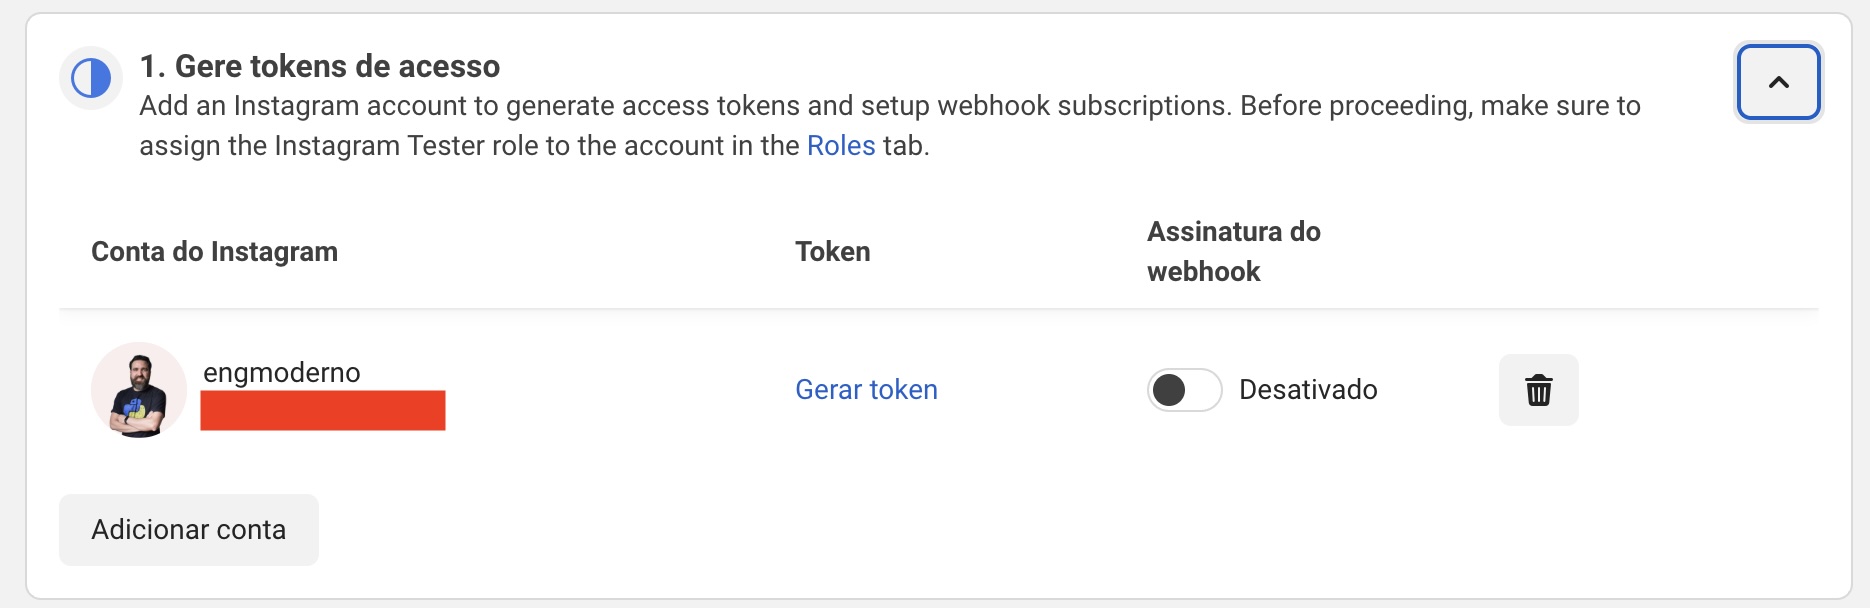 1. Gere tokens de acesso
Add an Instagram account to generate access tokens and setup webhook subscriptions. Before proceeding, make sure to
assign the Instagram Tester role to the account in the Roles tab.
Conta do Instagram
Token
Assinatura do
webhook
engmoderno
Gerar token
Desativado
Adicionar conta